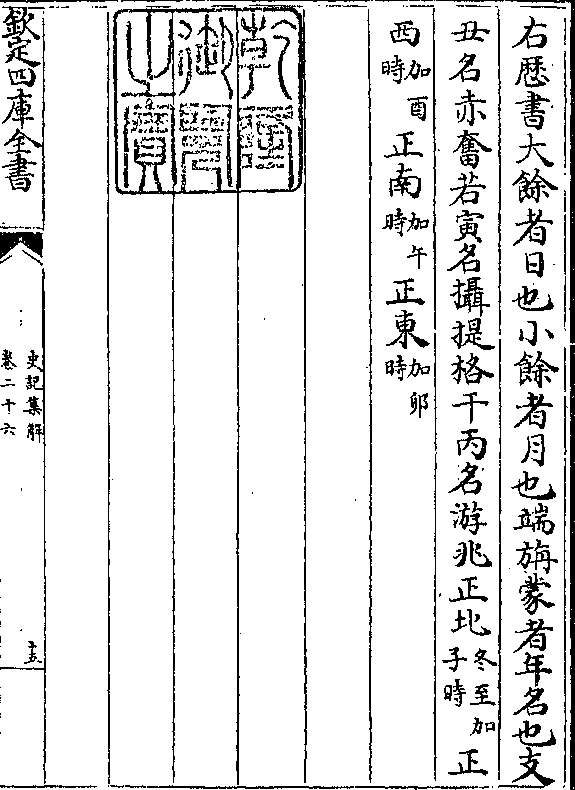 右厯書大餘者日也小餘者月也端旃蒙者年名也支
丑名赤奮若寅名攝提格干丙名游兆正北冬至加子時正
西加酉時正南加午時正東加卯時
乾隆御覽之寶
欽定四庫全書
史記集解
卷二十六
十五